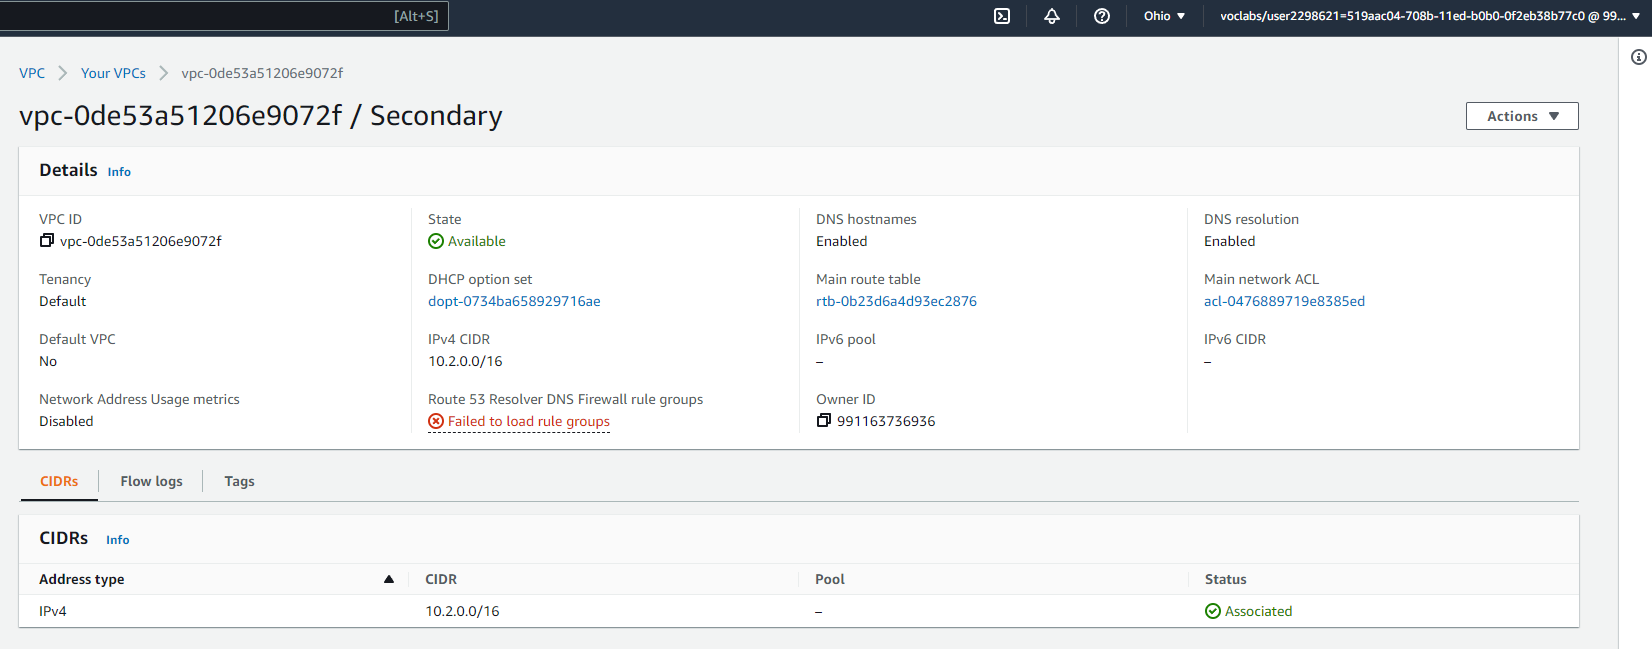 [Alt+S] Ohio voclabs/user2298621=519aac04-708b-11ed-b0b0-0f2eb38b77c0 @ 99...
VPC Your VPCs vpc-0de53a51206e9072f
vpc-0de53a51206e9072f / Secondary
Actions
Details Info
VPC ID State DNS hostnames DNS resolution
vpc-0de53a51206e9072f Available Enabled Enabled
Tenancy DHCP option set Main route table Main network ACL
Default dopt-0734ba658929716ae rtb-0b23d6a4d93ec2876 acl-0476889719e8385ed
Default VPC IPv4 CIDR IPv6 pool IPv6 CIDR
No 10.2.0.0/16 – –
Network Address Usage metrics Route 53 Resolver DNS Firewall rule groups Owner ID
Disabled Failed to load rule groups 991163736936
CIDRs Flow logs Tags
CIDRs Info
Address type CIDR Pool Status
IPv4 10.2.0.0/16 – Associated